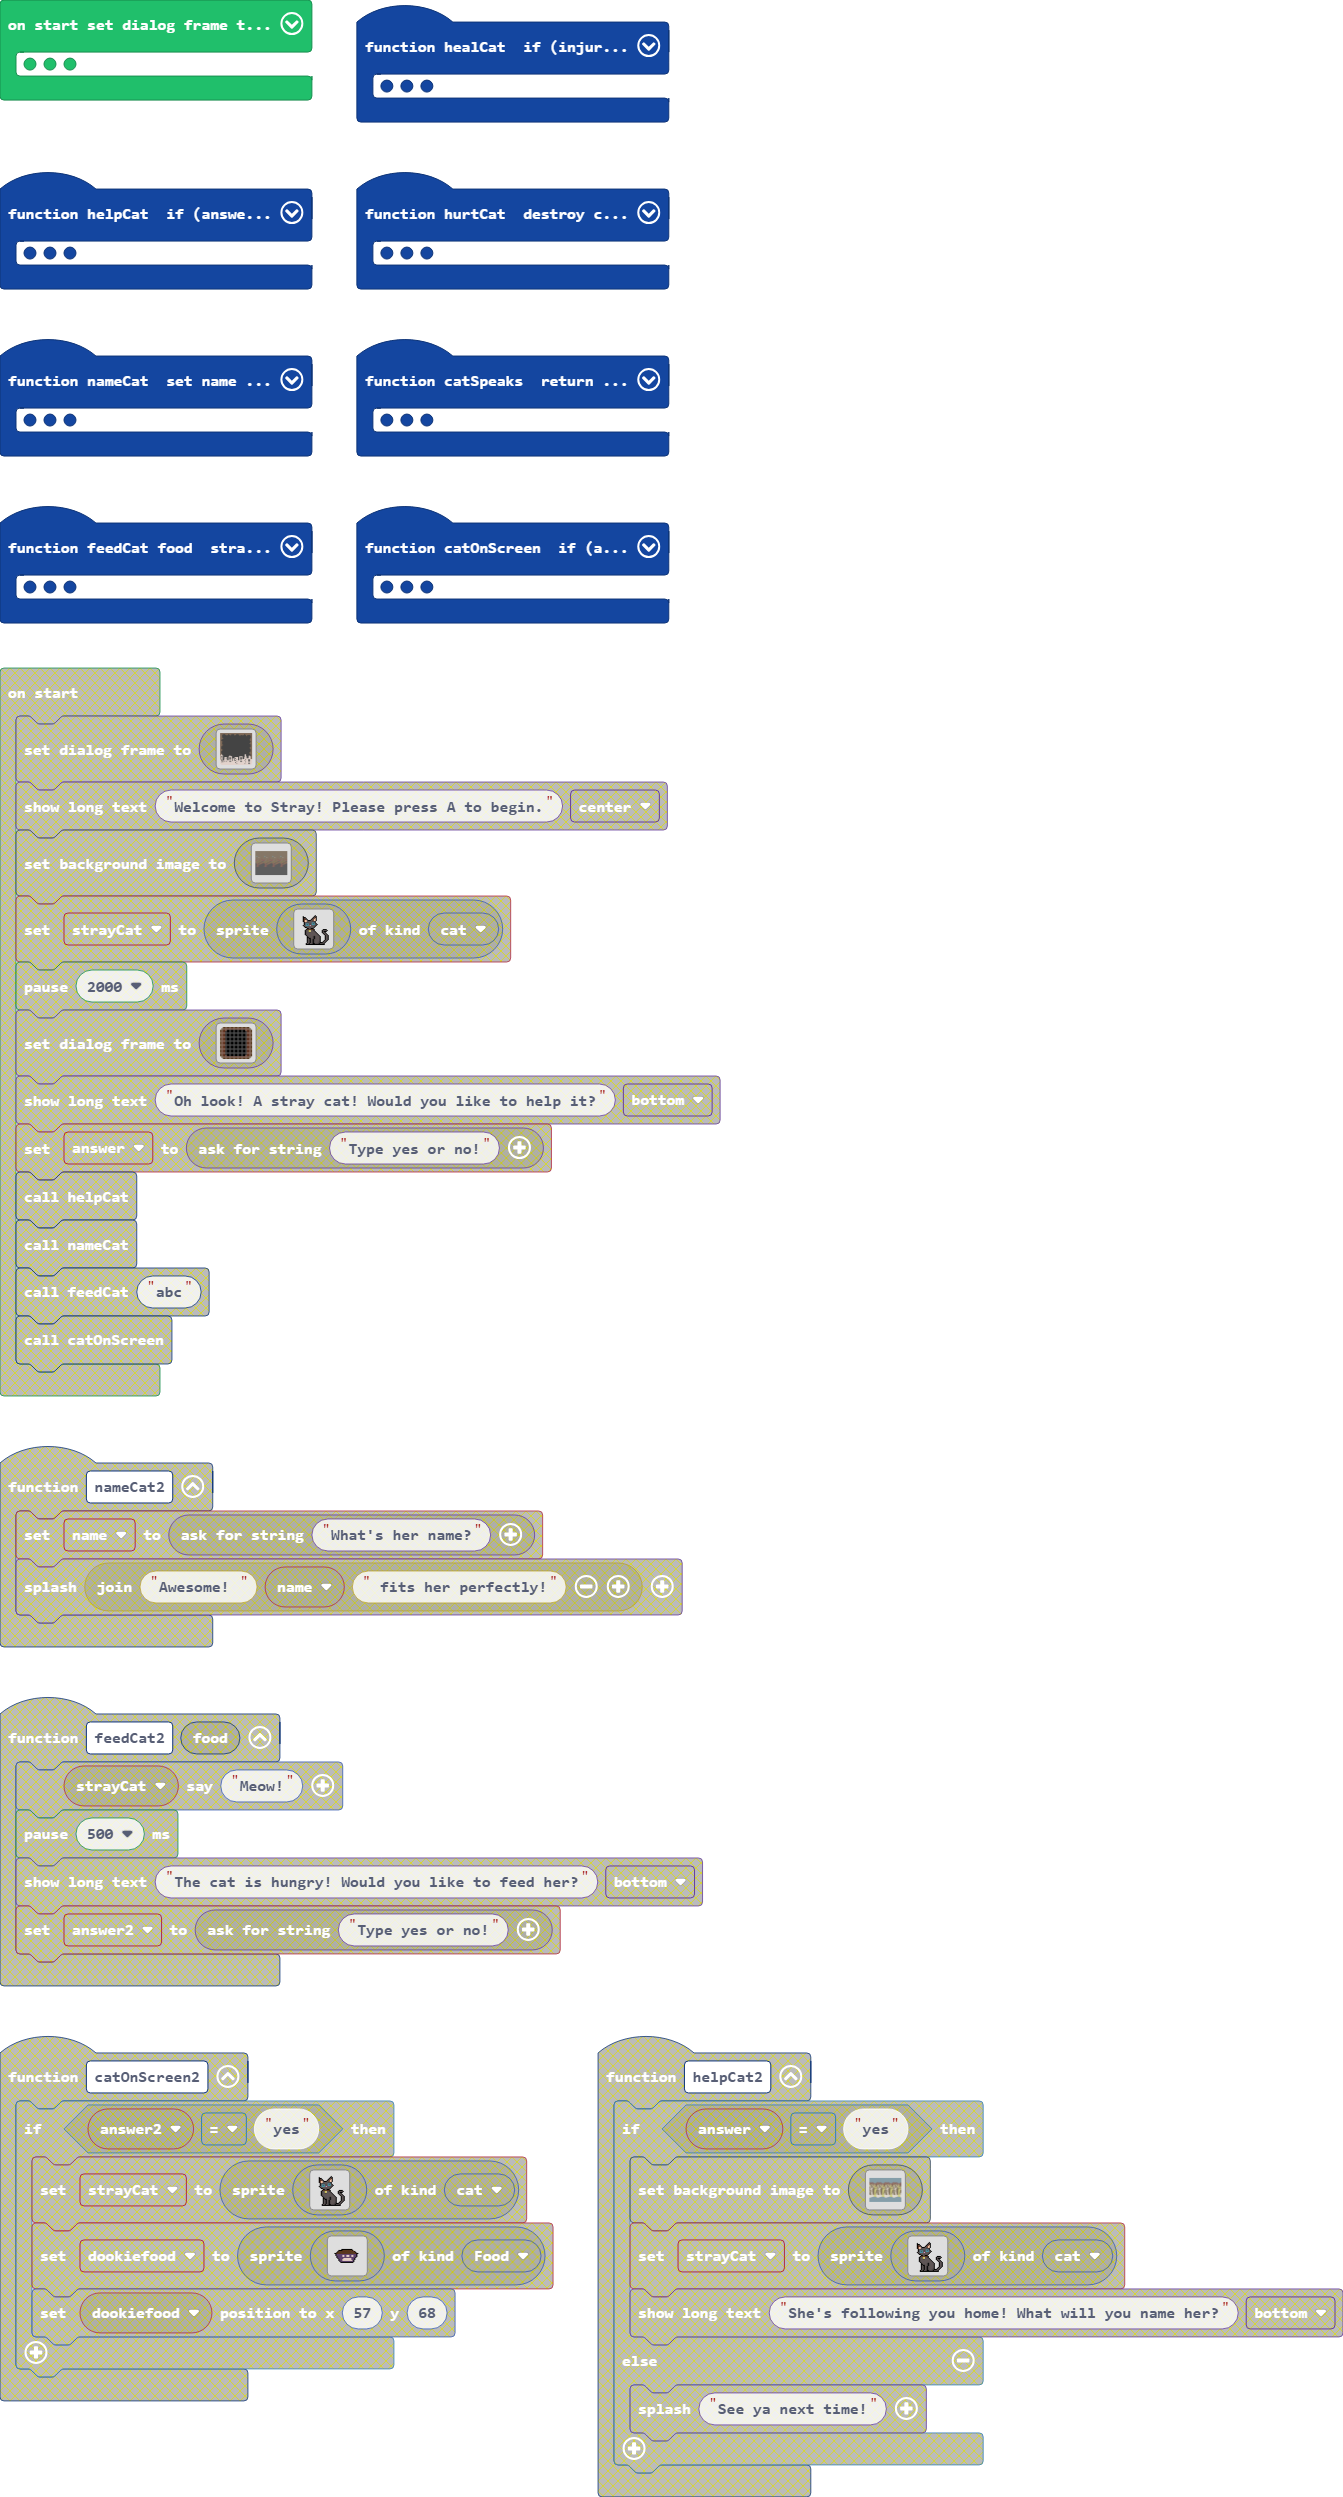 on start set dialog frame t...
function healCat  if (injur...
function helpCat  if (answe...
function hurtCat  destroy c...
function nameCat  set name ...
function catSpeaks  return ...
function feedCat food  stra...
function catOnScreen  if (a...
on start
set dialog frame to
show long text "Welcome to Stray! Please press A to begin." center
set background image to
set strayCat to sprite of kind cat
pause 2000 ms
set dialog frame to
show long text "Oh look! A stray cat! Would you like to help it?" bottom
set answer to ask for string "Type yes or no!"
call helpCat
call nameCat
call feedCat "abc"
call catOnScreen
function nameCat2
set name to ask for string "What's her name?"
splash join "Awesome! " name " fits her perfectly!"
function feedCat2 food
strayCat say "Meow!"
pause 500 ms
show long text "The cat is hungry! Would you like to feed her?" bottom
set answer2 to ask for string "Type yes or no!"
function catOnScreen2
if answer2 = "yes" then
set strayCat to sprite of kind cat
set dookiefood to sprite of kind Food
set dookiefood position to x 57 y 68
function helpCat2
if answer = "yes" then
set background image to
set strayCat to sprite of kind cat
show long text "She's following you home! What will you name her?" bottom
else
splash "See ya next time!"